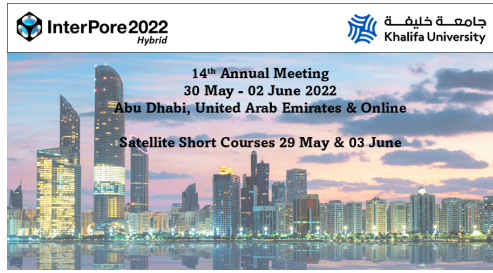 InterPore2022
Hybrid
جامعة خليفة
Khalifa University
14th Annual Meeting
30 May - 02 June 2022
Abu Dhabi, United Arab Emirates & Online
Satellite Short Courses 29 May & 03 June